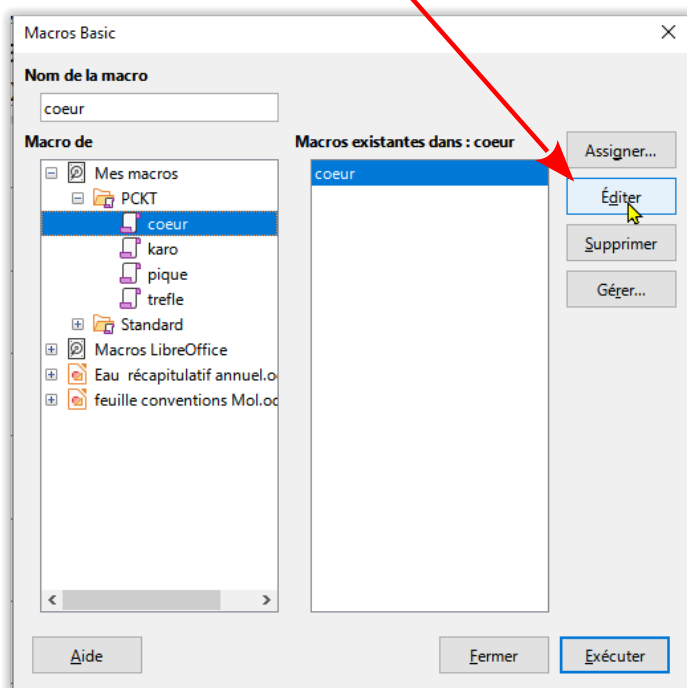 Macros Basic
Nom de la macro
coeur
Macro de
Macros existantes dans : coeur
Mes macros
PCKT
coeur
karo
pique
trefle
Standard
Macros LibreOffice
Eau récapitulatif annuel.o
feuille conventions Mol.oc
coeur
Assigner...
Éditer
Supprimer
Gérer...
Aide
Fermer
Exécuter